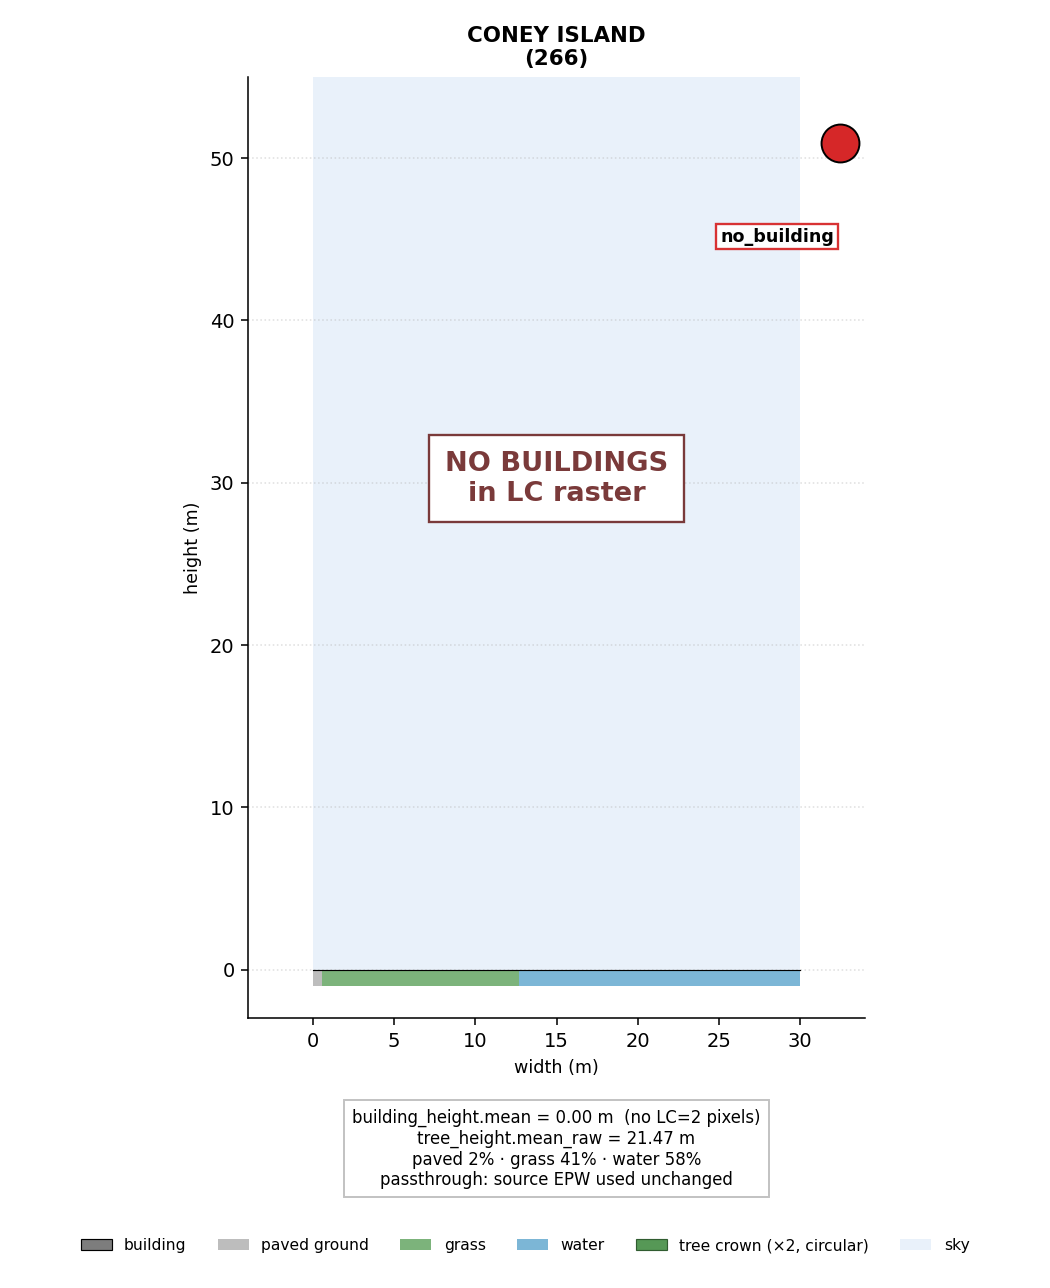 CONEY ISLAND
(266)
50
no_building
40
NO BUILDINGS
in LC raster
30
height (m)
20
10
0
0 5 10 15 20 25 30
width (m)
building_height.mean = 0.00 m (no LC=2 pixels)
tree_height.mean_raw = 21.47 m
paved 2% · grass 41% · water 58%
passthrough: source EPW used unchanged
building paved ground grass water tree crown (×2, circular) sky